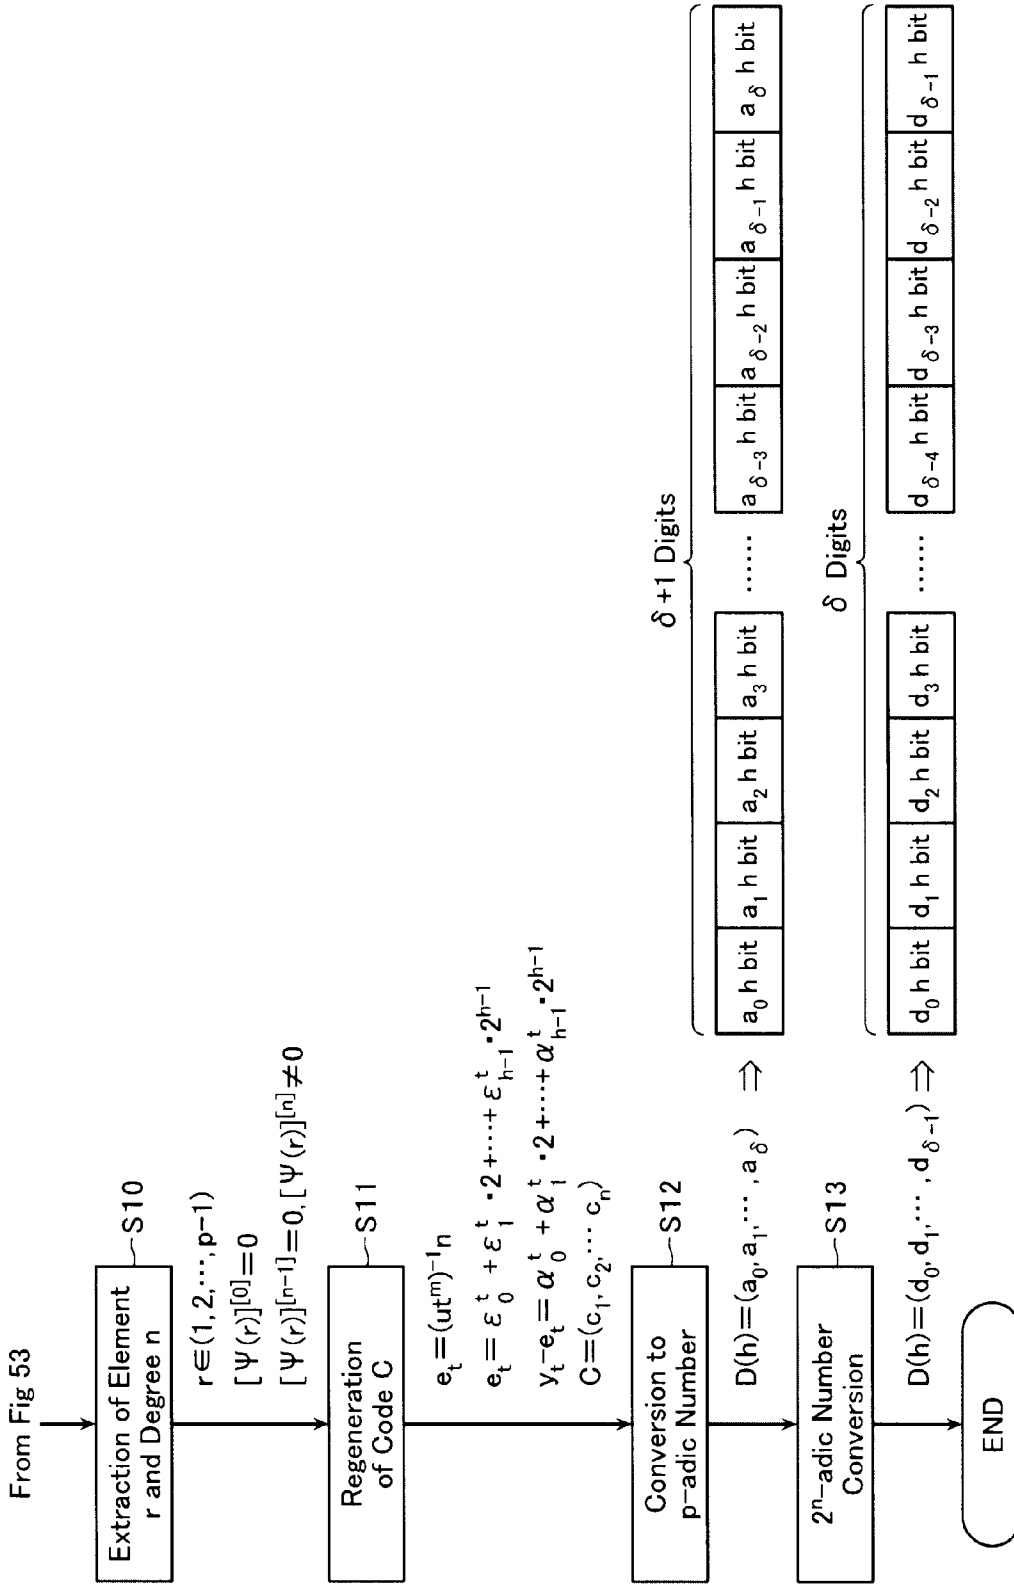 From Fig 53
Extraction of Element
r and Degree n
S10
r∈(1, 2, ⋯, p−1)
[Ψ(r)]^[0]=0
[Ψ(r)]^[n−1]=0, [Ψ(r)]^[n]≠0
Regeneration
of Code C
S11
e_t=(ut^m)^−1 n
e_t=ε_0^t+ε_1^t・2+⋯+ε_h−1^t・2^h−1
y_t−e_t=α_0^t+α_1^t・2+⋯+α_h−1^t・2^h−1
C=(c_1, c_2, ⋯ c_n)
Conversion to
p−adic Number
S12
D(h)=(a_0, a_1, ⋯, a_δ) ⇒
δ+1 Digits
a_0 h bit a_1 h bit a_2 h bit a_3 h bit ⋯⋯ a_δ−3 h bit a_δ−2 h bit a_δ−1 h bit a_δ h bit
2^n−adic Number
Conversion
S13
D(h)=(d_0, d_1, ⋯, d_δ−1) ⇒
δ Digits
d_0 h bit d_1 h bit d_2 h bit d_3 h bit ⋯⋯ d_δ−4 h bit d_δ−3 h bit d_δ−2 h bit d_δ−1 h bit
END